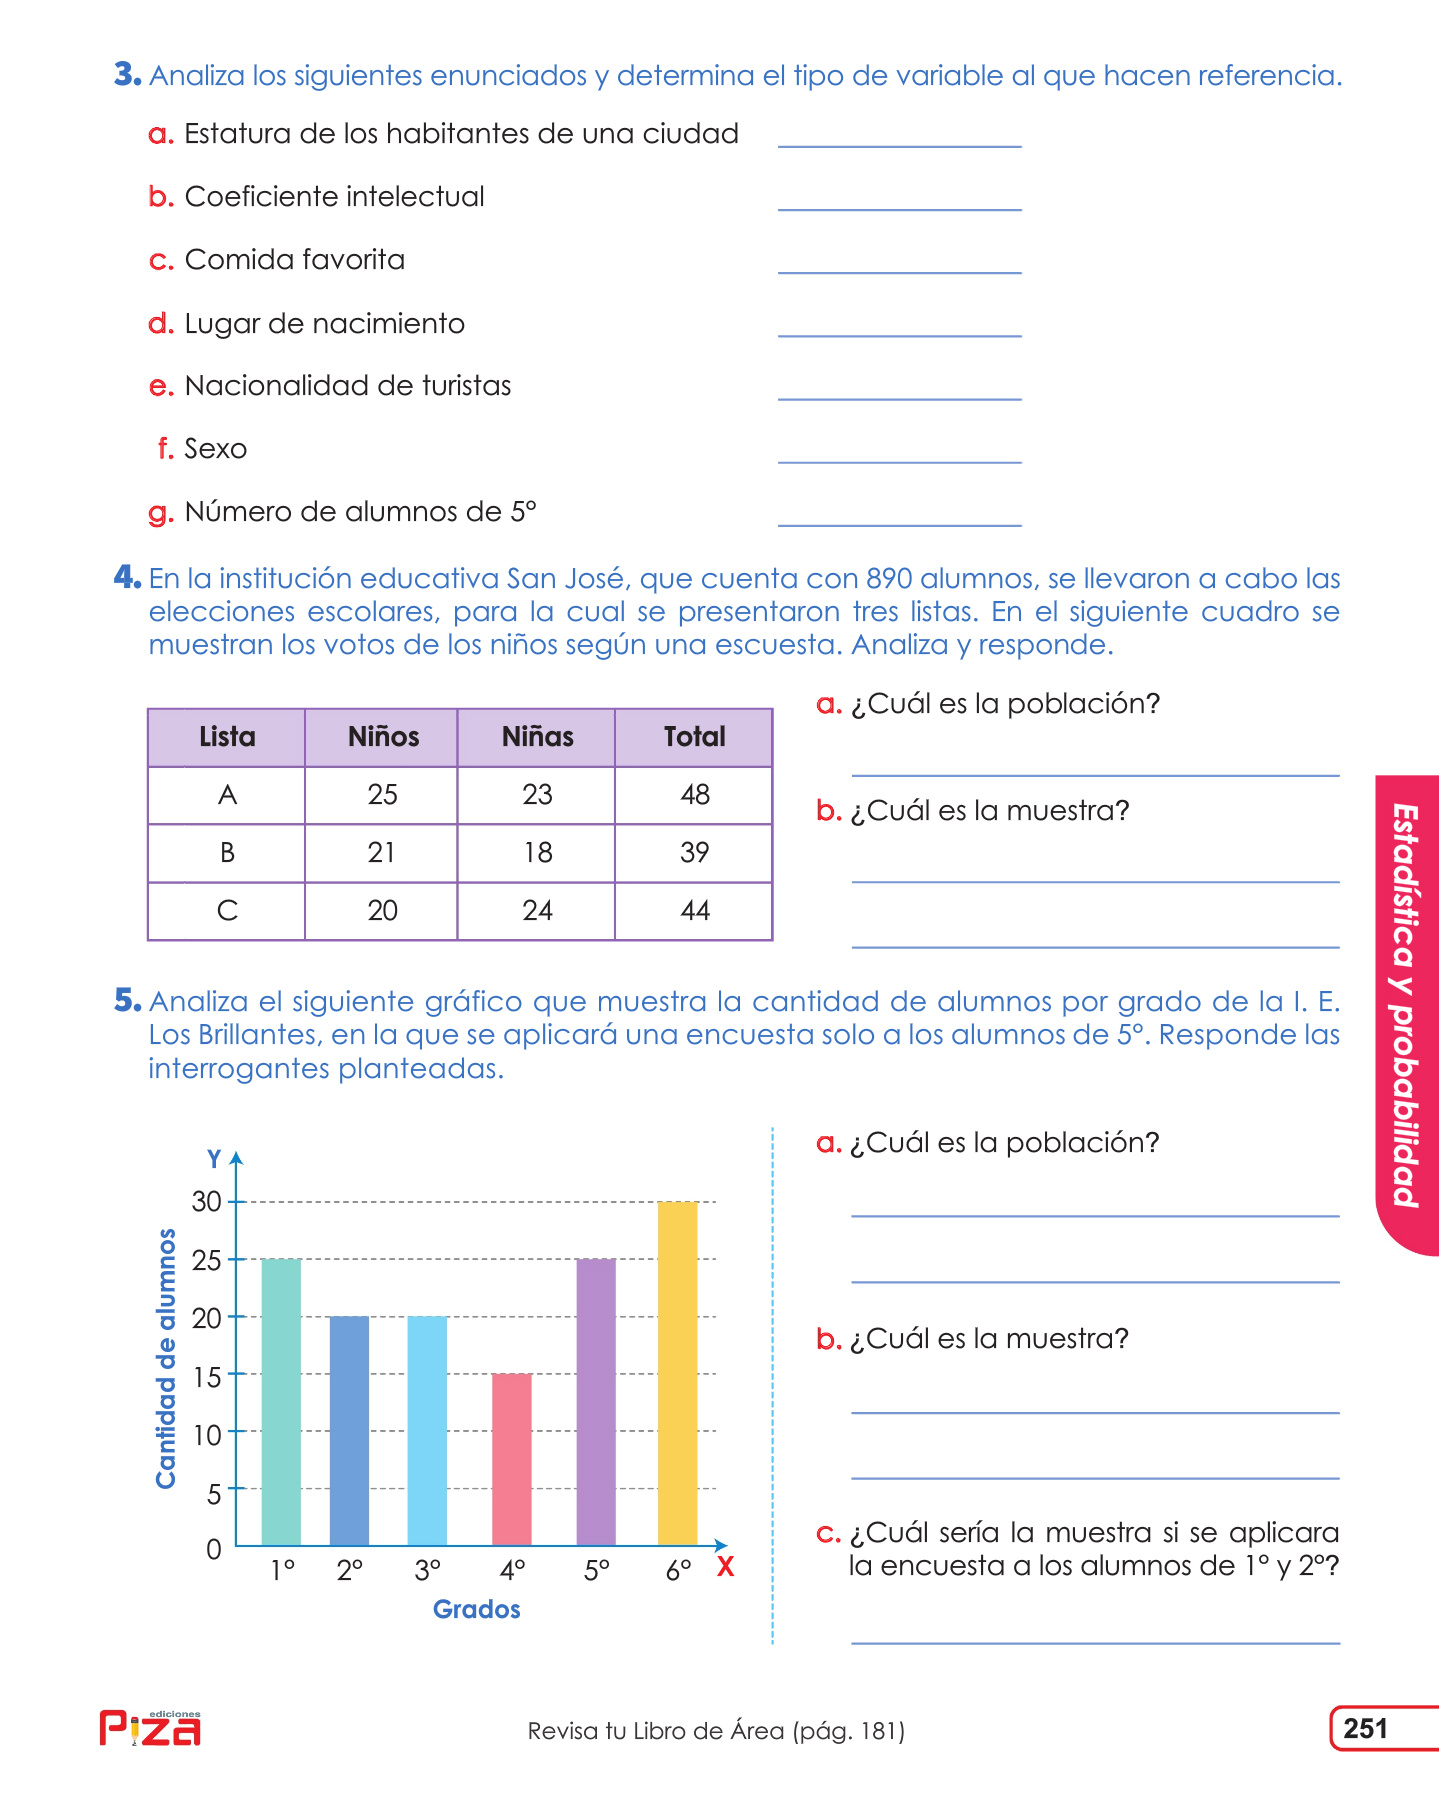 3. Analiza los siguientes enunciados y determina el tipo de variable al que hacen referencia.
a. Estatura de los habitantes de una ciudad
b. Coeficiente intelectual
c. Comida favorita
d. Lugar de nacimiento
e. Nacionalidad de turistas
f. Sexo
g. Número de alumnos de 5°
4. En la institución educativa San José, que cuenta con 890 alumnos, se llevaron a cabo las
elecciones escolares, para la cual se presentaron tres listas. En el siguiente cuadro se
muestran los votos de los niños según una escuesta. Analiza y responde.
Lista Niños Niñas Total
A 25 23 48
B 21 18 39
C 20 24 44
a. ¿Cuál es la población?
b. ¿Cuál es la muestra?
5. Analiza el siguiente gráfico que muestra la cantidad de alumnos por grado de la I. E.
Los Brillantes, en la que se aplicará una encuesta solo a los alumnos de 5°. Responde las
interrogantes planteadas.
Y
30
25
20
15
10
5
0
Cantidad de alumnos
1° 2° 3° 4° 5° 6° X
Grados
a. ¿Cuál es la población?
b. ¿Cuál es la muestra?
c. ¿Cuál sería la muestra si se aplicara
la encuesta a los alumnos de 1° y 2°?
Estadística y probabilidad
ediciones
Piza
Revisa tu Libro de Área (pág. 181)
251